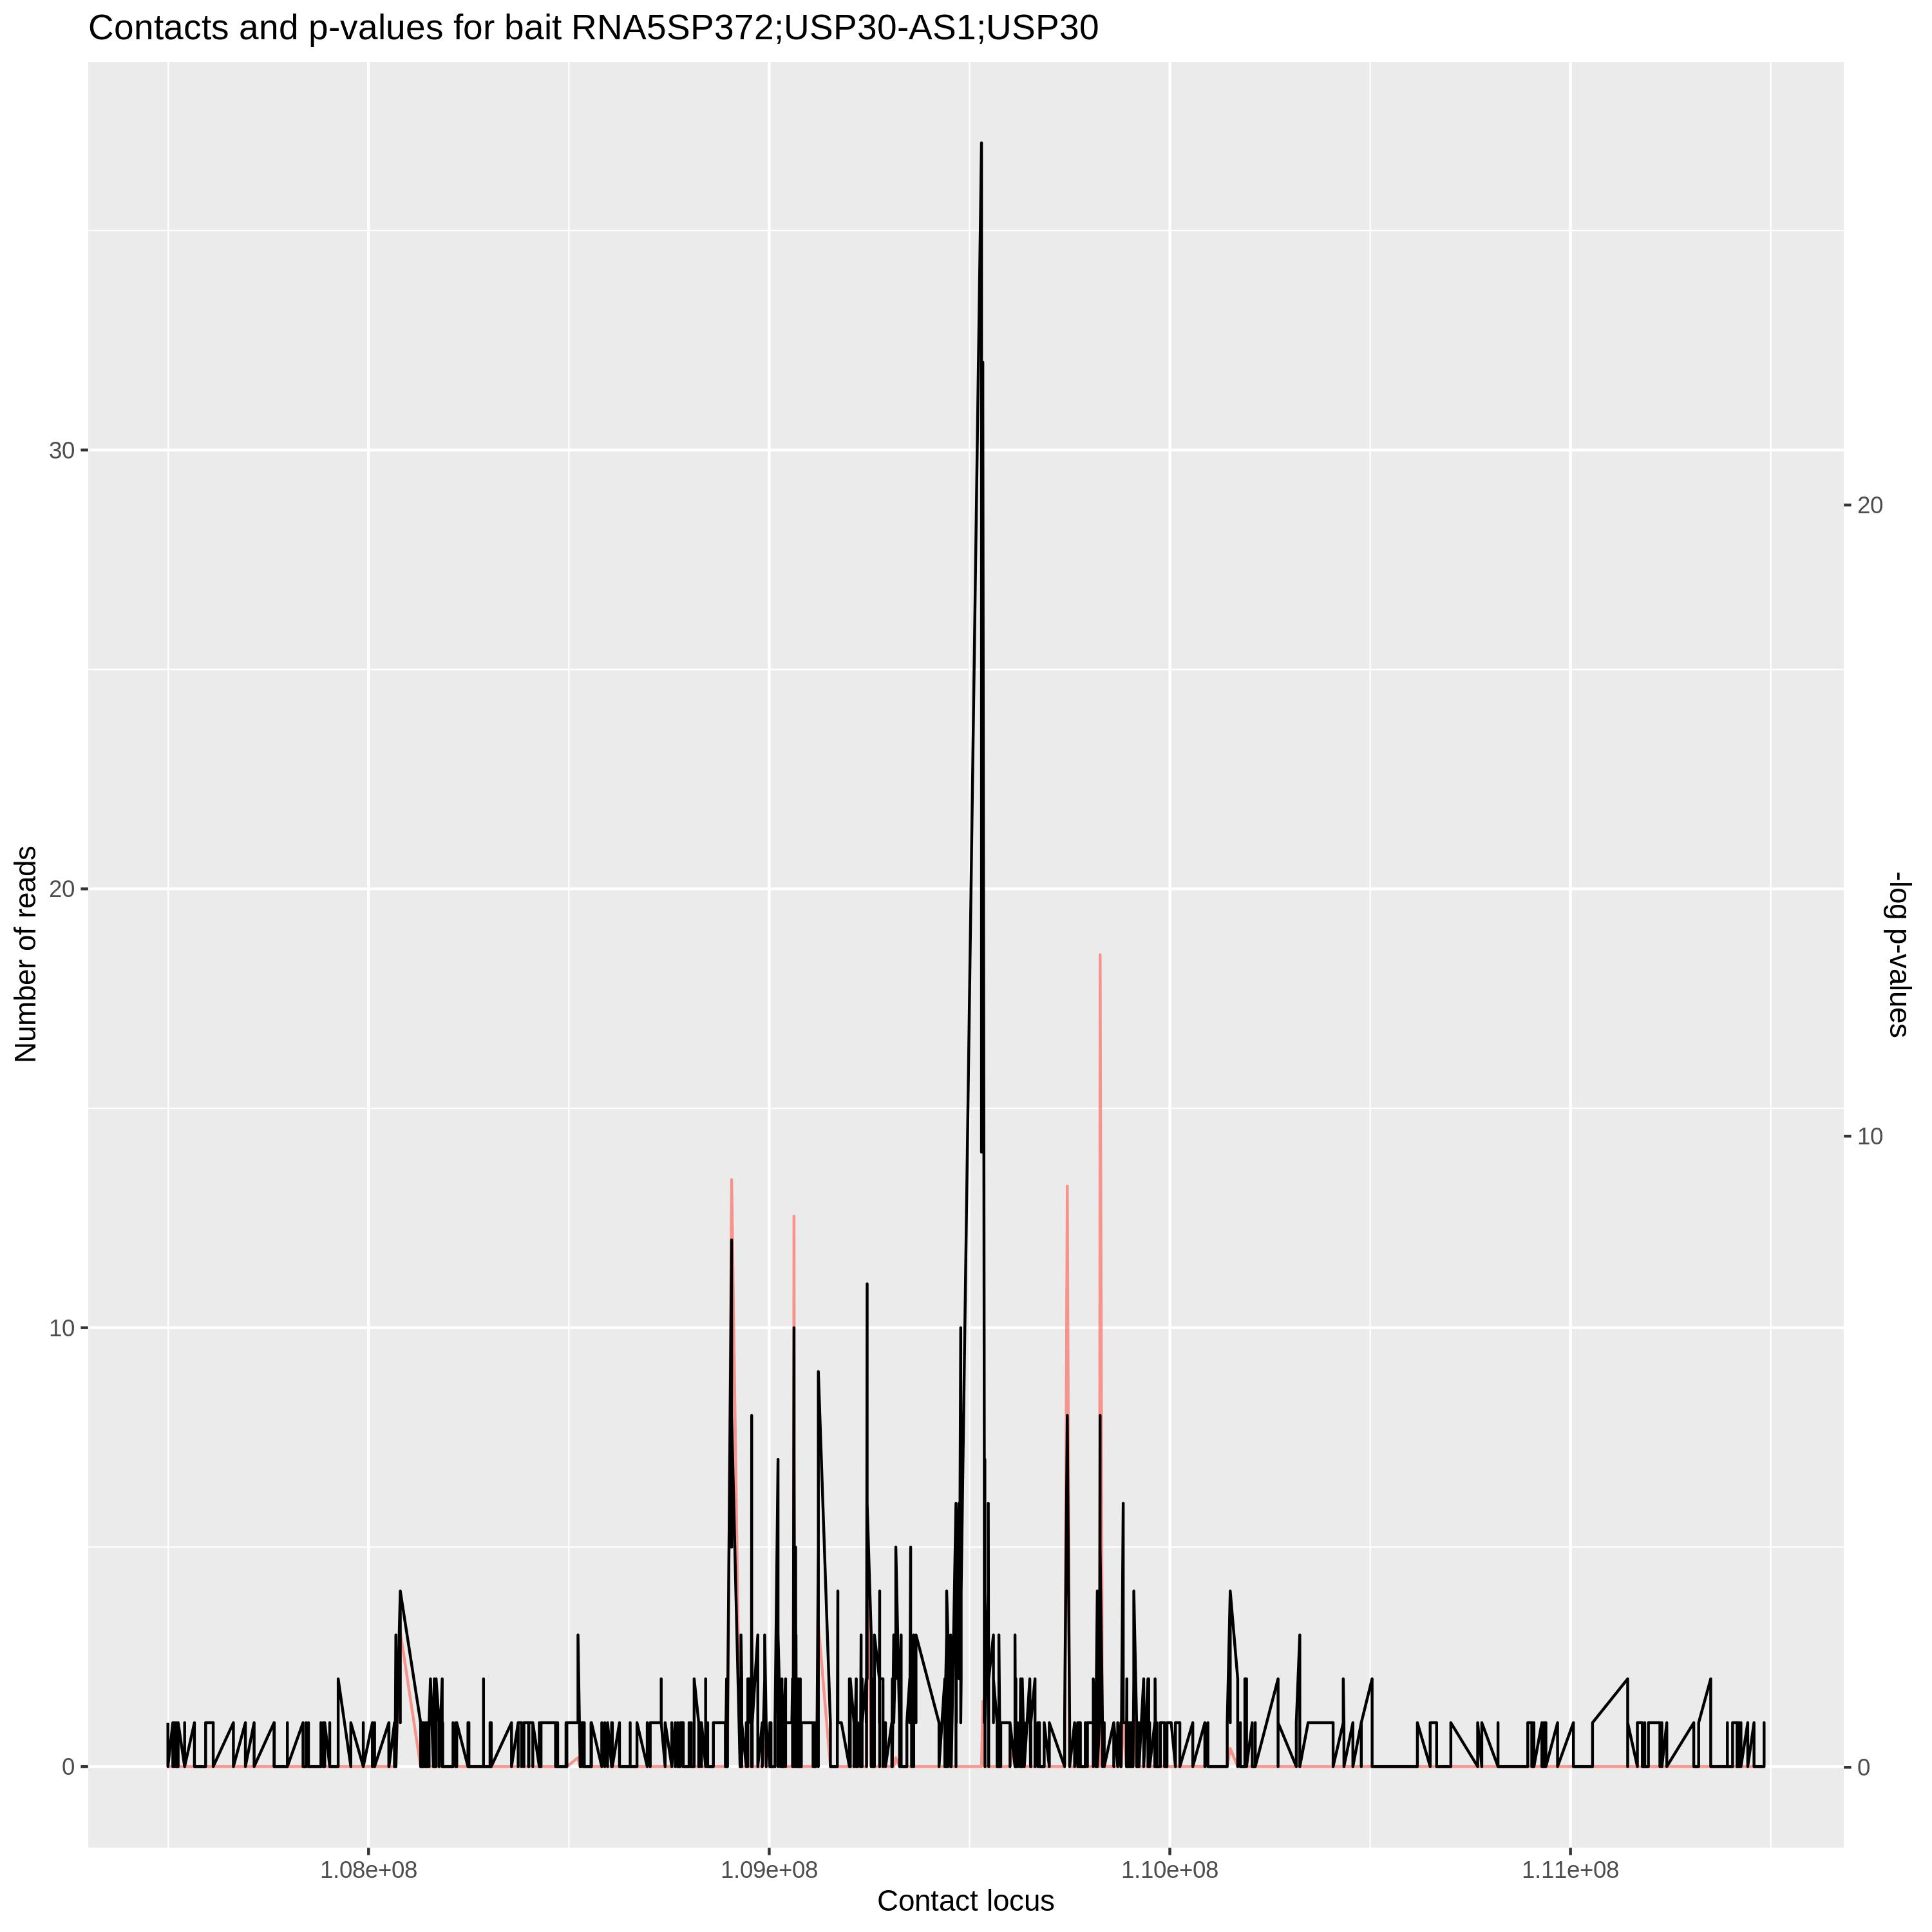 Contacts and p-values for bait RNA5SP372;USP30-AS1;USP30
30
20
10
0
Number of reads
20
10
0
-log p-values
1.08e+08
1.09e+08
1.10e+08
1.11e+08
Contact locus